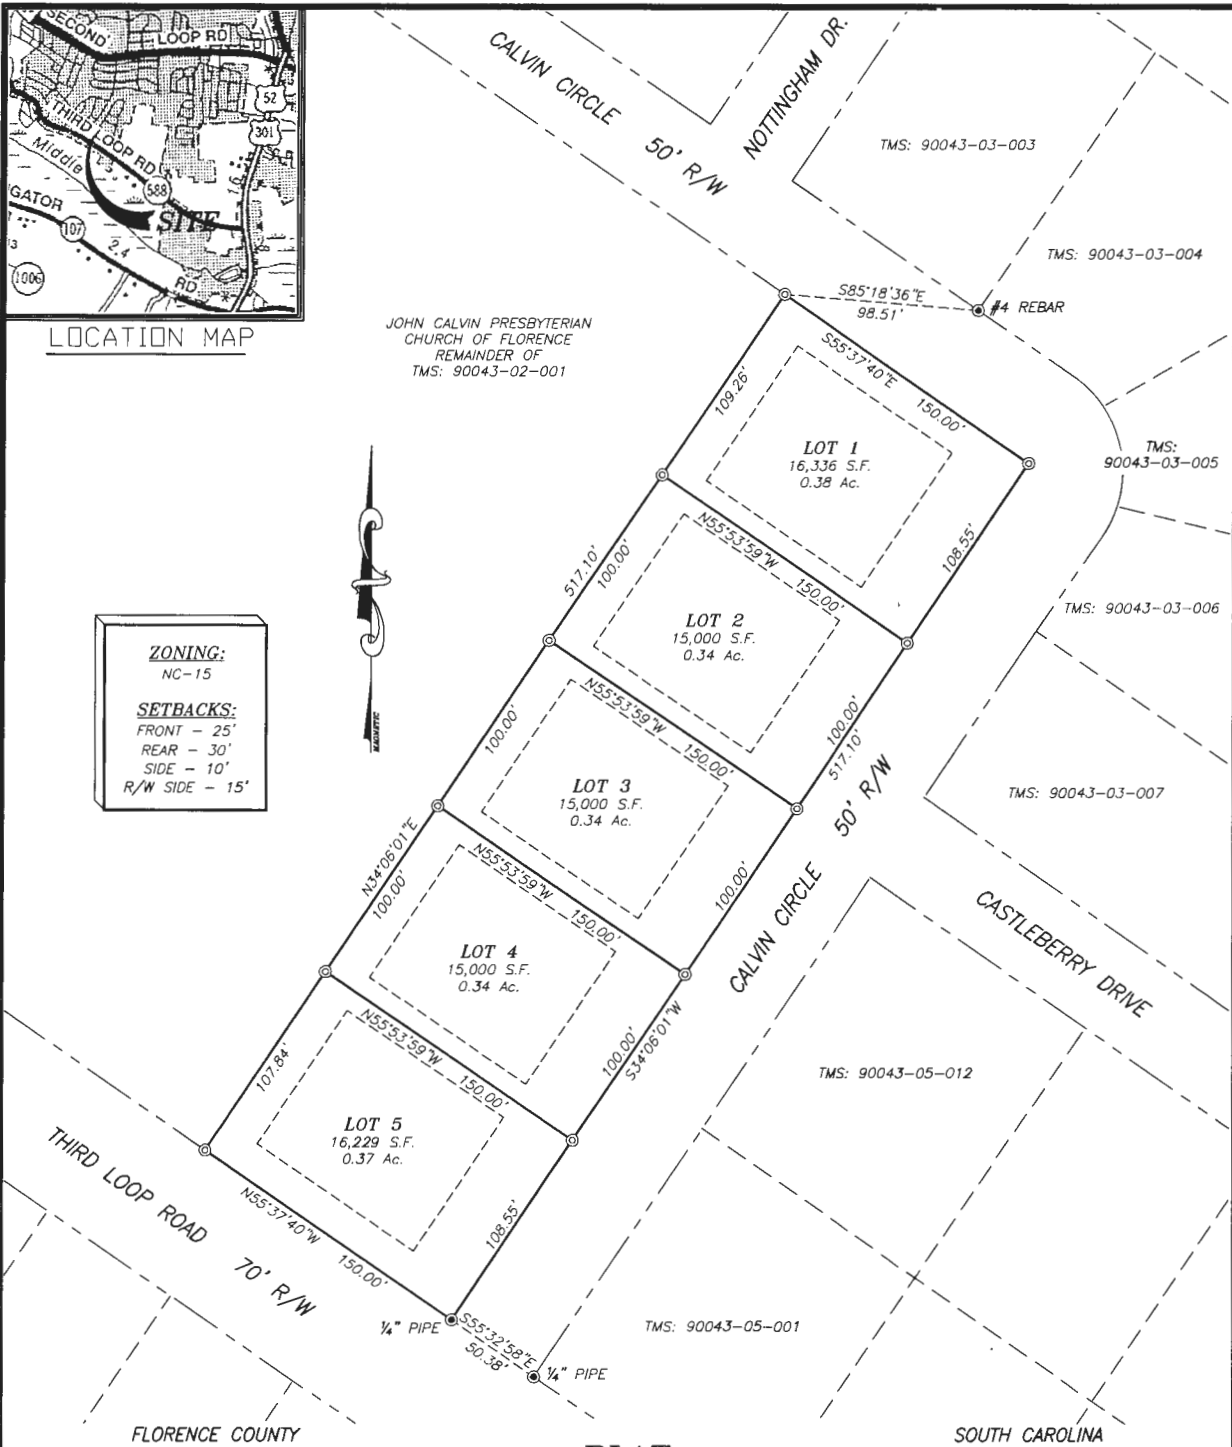 SECOND
LOOP RD
52
THIRD LOOP RD
301
Middle
588
SITE
107
2.4
RD
1006
LOCATION MAP
CALVIN CIRCLE
50' R/W
NOTTINGHAM DR.
TMS: 90043-03-003
TMS: 90043-03-004
S85°18'36"E
98.51'
#4 REBAR
JOHN CALVIN PRESBYTERIAN
CHURCH OF FLORENCE
REMAINDER OF
TMS: 90043-02-001
S55°37'40"E
150.00'
109.26'
LOT 1
16,336 S.F.
0.38 Ac.
TMS:
90043-03-005
108.55'
N55°53'59"W
150.00'
517.10'
100.00'
LOT 2
15,000 S.F.
0.34 Ac.
TMS: 90043-03-006
ZONING:
NC-15
SETBACKS:
FRONT - 25'
REAR - 30'
SIDE - 10'
R/W SIDE - 15'
MAGNETIC
N55°53'59"W
150.00'
100.00'
100.00'
517.10'
50' R/W
LOT 3
15,000 S.F.
0.34 Ac.
TMS: 90043-03-007
N34°06'01"E
100.00'
N55°53'59"W
150.00'
100.00'
CALVIN CIRCLE
CASTLEBERRY DRIVE
LOT 4
15,000 S.F.
0.34 Ac.
N55°53'59"W
150.00'
100.00'
S34°06'01"W
TMS: 90043-05-012
107.84'
LOT 5
16,229 S.F.
0.37 Ac.
THIRD LOOP ROAD
70' R/W
N55°37'40"W
150.00'
108.55'
¼" PIPE
S55°32'58"E
50.38'
¼" PIPE
TMS: 90043-05-001
FLORENCE COUNTY
SOUTH CAROLINA